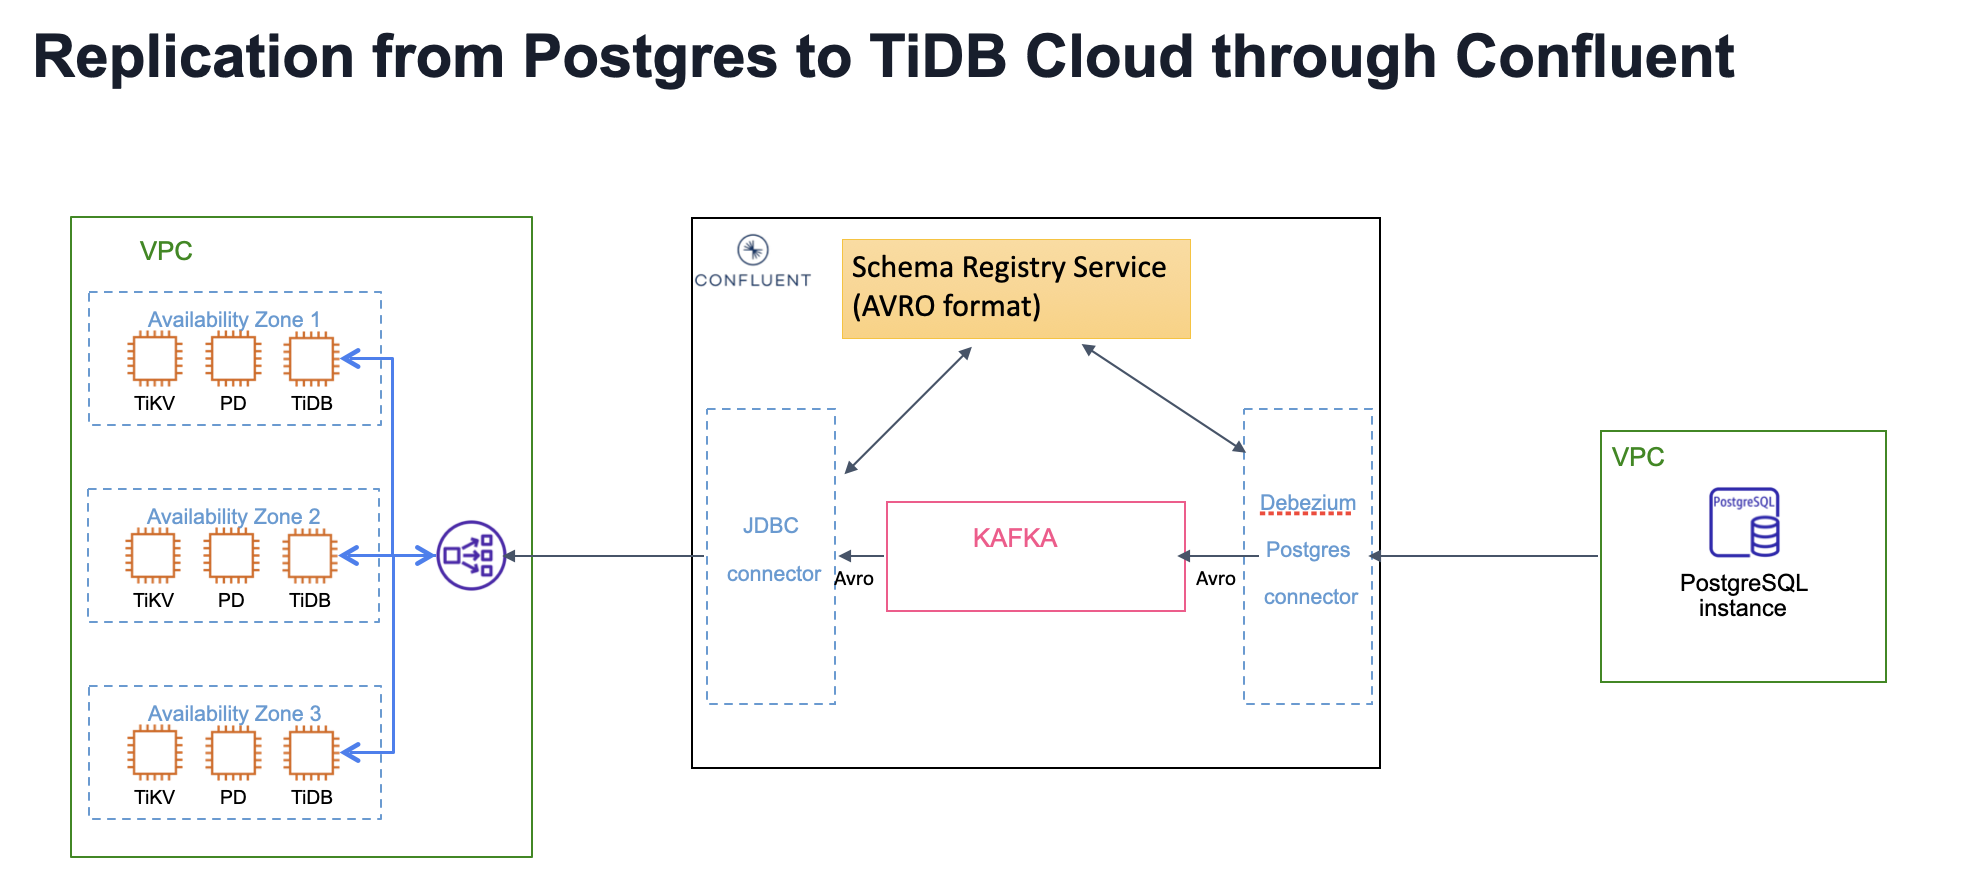 Replication from Postgres to TiDB Cloud through Confluent
VPC
Availability Zone 1
TiKV
PD
TiDB
Availability Zone 2
TiKV
PD
TiDB
Availability Zone 3
TiKV
PD
TiDB
CONFLUENT
Schema Registry Service
(AVRO format)
JDBC
connector
Avro
KAFKA
Avro
Debezium
Postgres
connector
VPC
PostgreSQL
PostgreSQL
instance